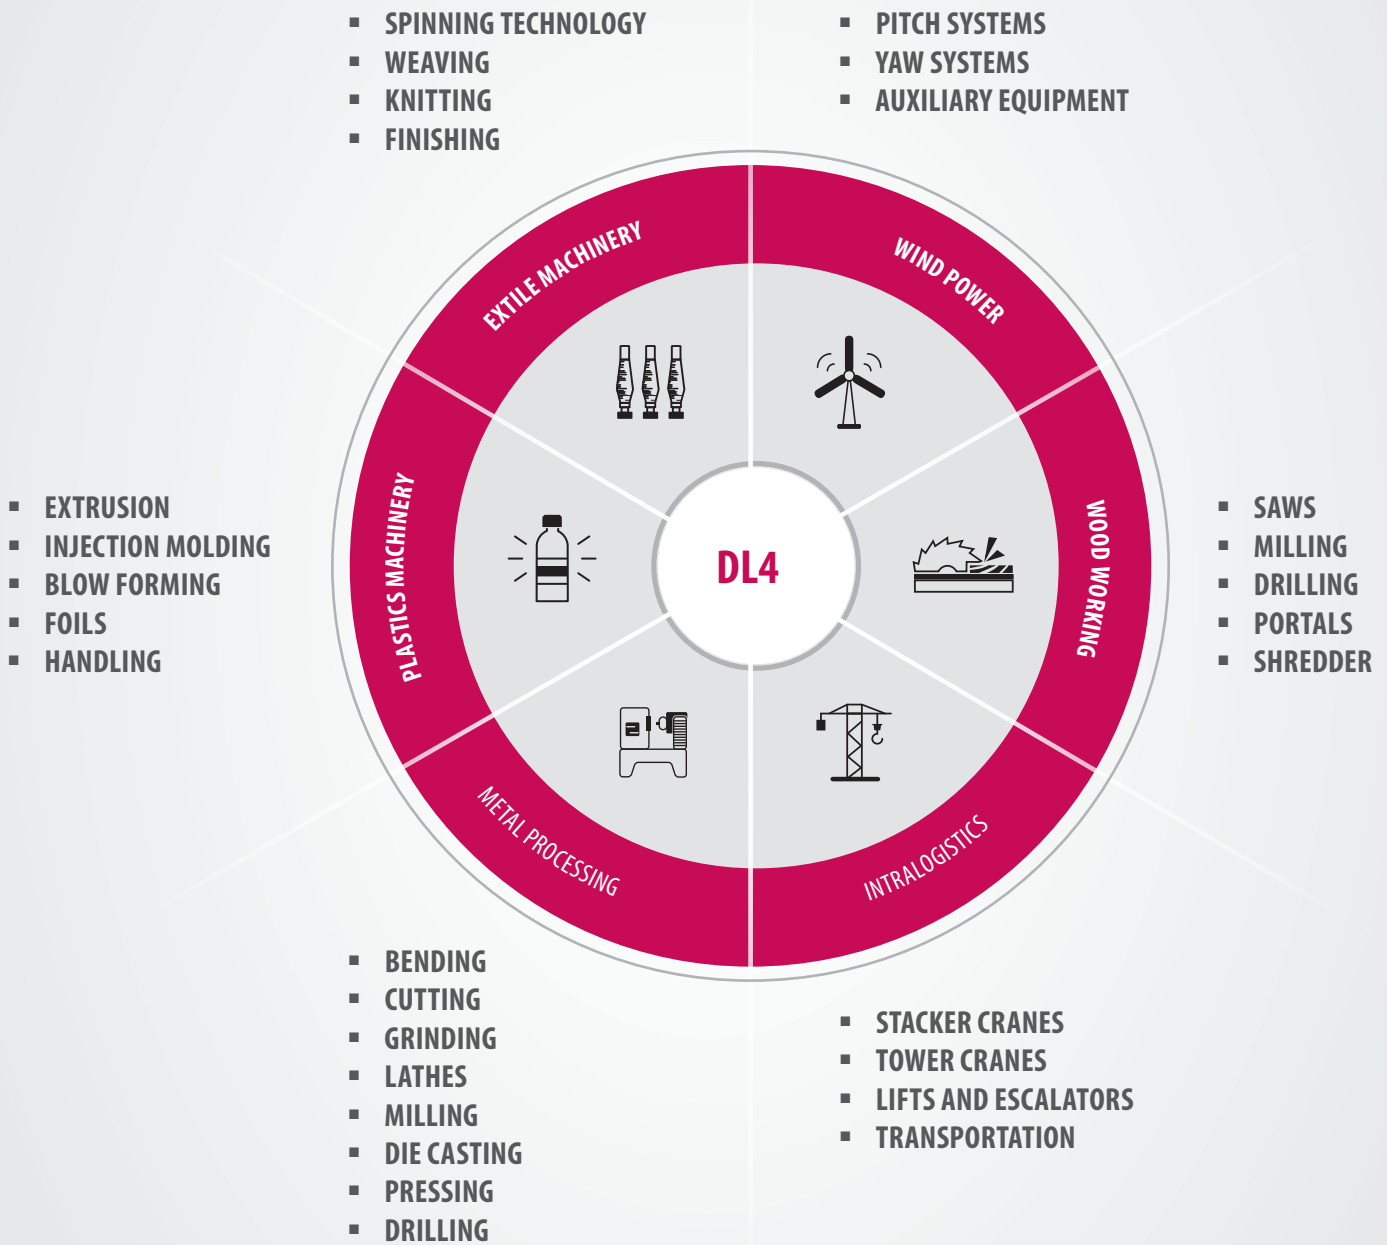 SPINNING TECHNOLOGY
WEAVING
KNITTING
FINISHING
PITCH SYSTEMS
YAW SYSTEMS
AUXILIARY EQUIPMENT
EXTILE MACHINERY
WIND POWER
PLASTICS MACHINERY
EXTRUSION
INJECTION MOLDING
BLOW FORMING
FOILS
HANDLING
DL4
WOOD WORKING
SAWS
MILLING
DRILLING
PORTALS
SHREDDER
METAL PROCESSING
INTRALOGISTICS
BENDING
CUTTING
GRINDING
LATHES
MILLING
DIE CASTING
PRESSING
DRILLING
STACKER CRANES
TOWER CRANES
LIFTS AND ESCALATORS
TRANSPORTATION